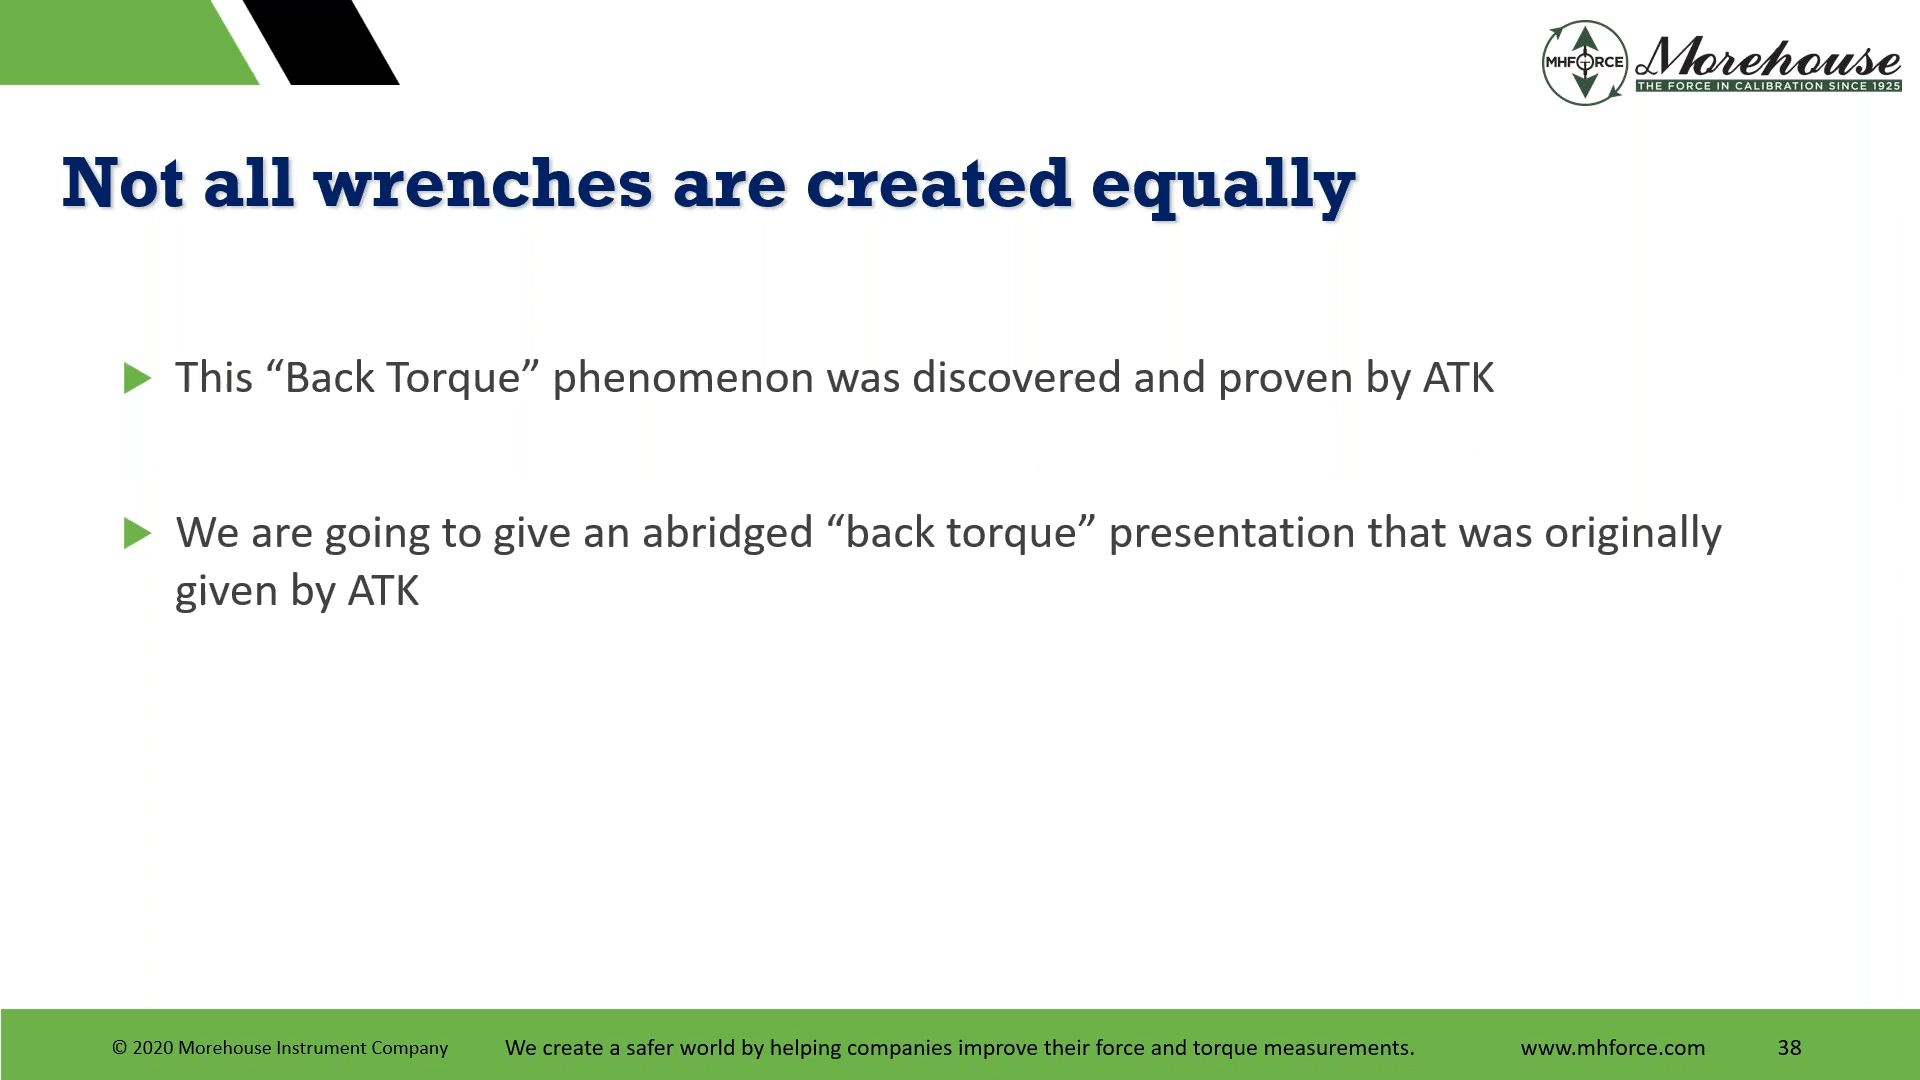 MHFORCE
Morehouse
THE FORCE IN CALIBRATION SINCE 1925
Not all wrenches are created equally
This “Back Torque” phenomenon was discovered and proven by ATK
We are going to give an abridged “back torque” presentation that was originally
given by ATK
© 2020 Morehouse Instrument Company
We create a safer world by helping companies improve their force and torque measurements.
www.mhforce.com
38